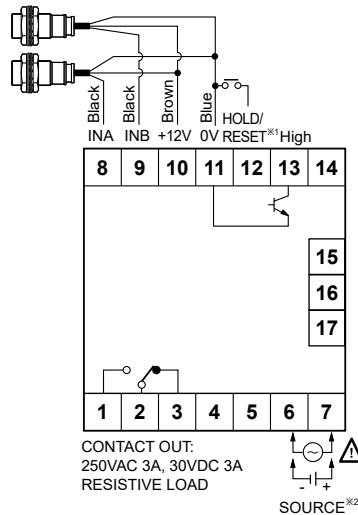 Black
Black
Brown
Blue
HOLD/
INA INB +12V 0V RESET※1 High
8 9 10 11 12 13 14
15
16
17
1 2 3 4 5 6 7
CONTACT OUT:
250VAC 3A, 30VDC 3A
RESISTIVE LOAD
- +
SOURCE※2